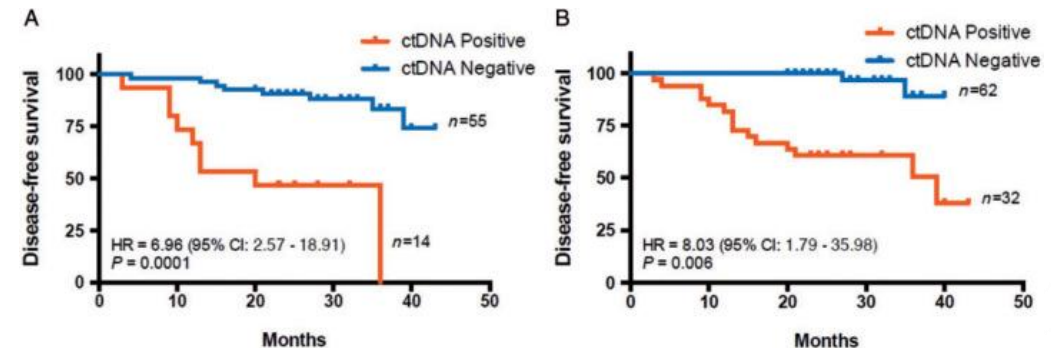 A
ctDNA Positive
ctDNA Negative
Disease-free survival
100
75
50
25
0
n=55
n=14
HR = 6.96 (95% CI: 2.57 - 18.91)
P = 0.0001
0 10 20 30 40 50
Months
B
ctDNA Positive
ctDNA Negative
Disease-free survival
100
75
50
25
0
n=62
n=32
HR = 8.03 (95% CI: 1.79 - 35.98)
P = 0.006
0 10 20 30 40 50
Months